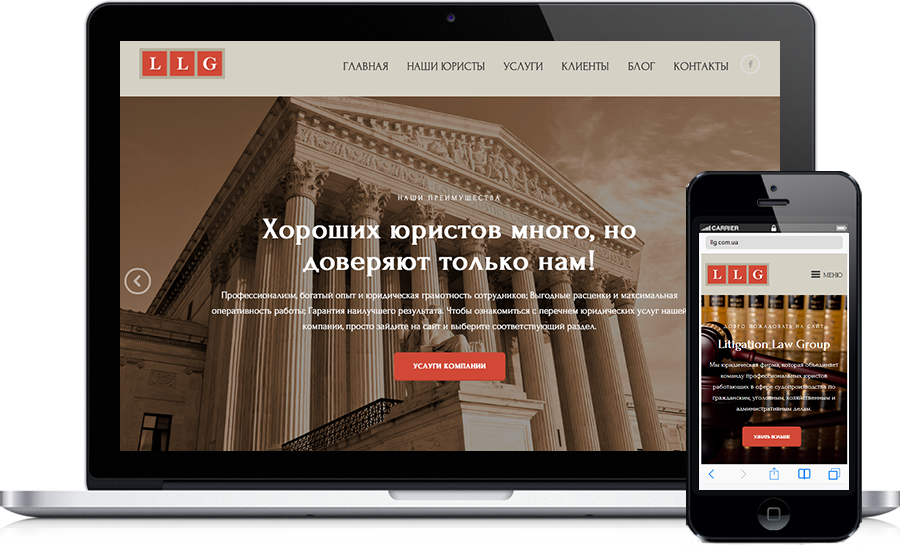 LLG
ГЛАВНАЯ НАШИ ЮРИСТЫ УСЛУГИ КЛИЕНТЫ БЛОГ КОНТАКТЫ f
НАШИ ПРЕИМУЩЕСТВА
Хороших юристов много, но
доверяют только нам!
Профессионализм, богатый опыт и юридическая грамотность сотрудников; Выгодные расценки и максимальная
оперативность работы; Гарантия наилучшего результата. Чтобы ознакомиться с перечнем юридических услуг нашей
компании, просто зайдите на сайт и выберите соответствующий раздел.
УСЛУГИ КОМПАНИИ
CARRIER
llg.com.ua
LLG
МЕНЮ
ДОБРО ПОЖАЛОВАТЬ НА САЙТ
Litigation Law Group
Мы юридическая фирма, которая объединяет
команду профессиональных юристов
работающих в сфере судопроизводства по
гражданским, уголовным, хозяйственным и
административным делам.
УЗНАТЬ БОЛЬШЕ